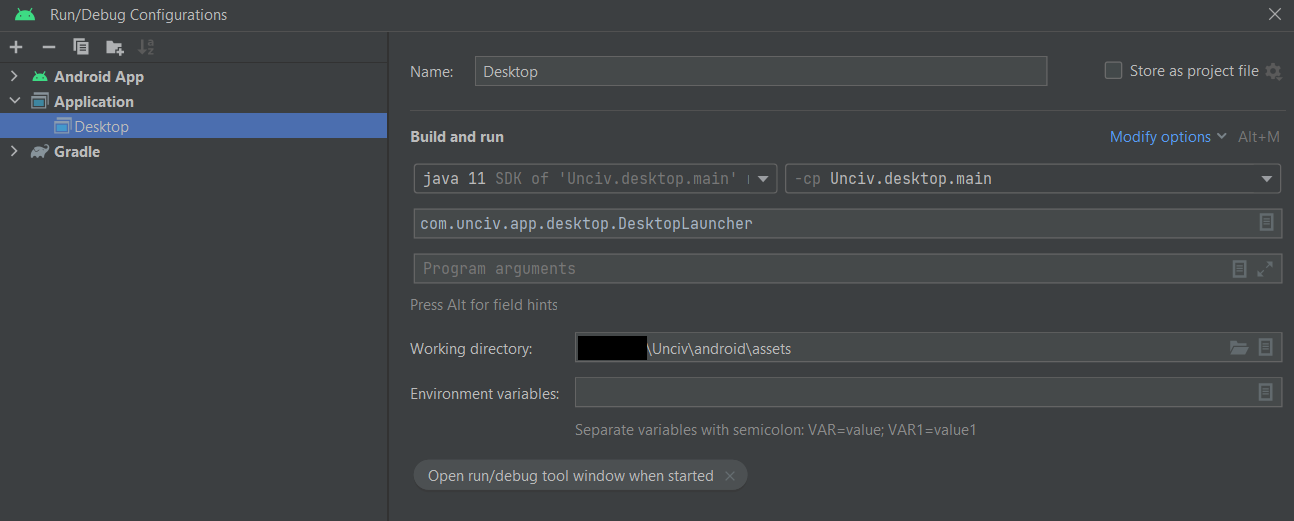 Run/Debug Configurations
Android App
Application
Desktop
Gradle
Name: Desktop
Store as project file
Build and run
Modify options Alt+M
java 11 SDK of 'Unciv.desktop.main'
-cp Unciv.desktop.main
com.unciv.app.desktop.DesktopLauncher
Program arguments
Press Alt for field hints
Working directory: \Unciv\android\assets
Environment variables:
Separate variables with semicolon: VAR=value; VAR1=value1
Open run/debug tool window when started